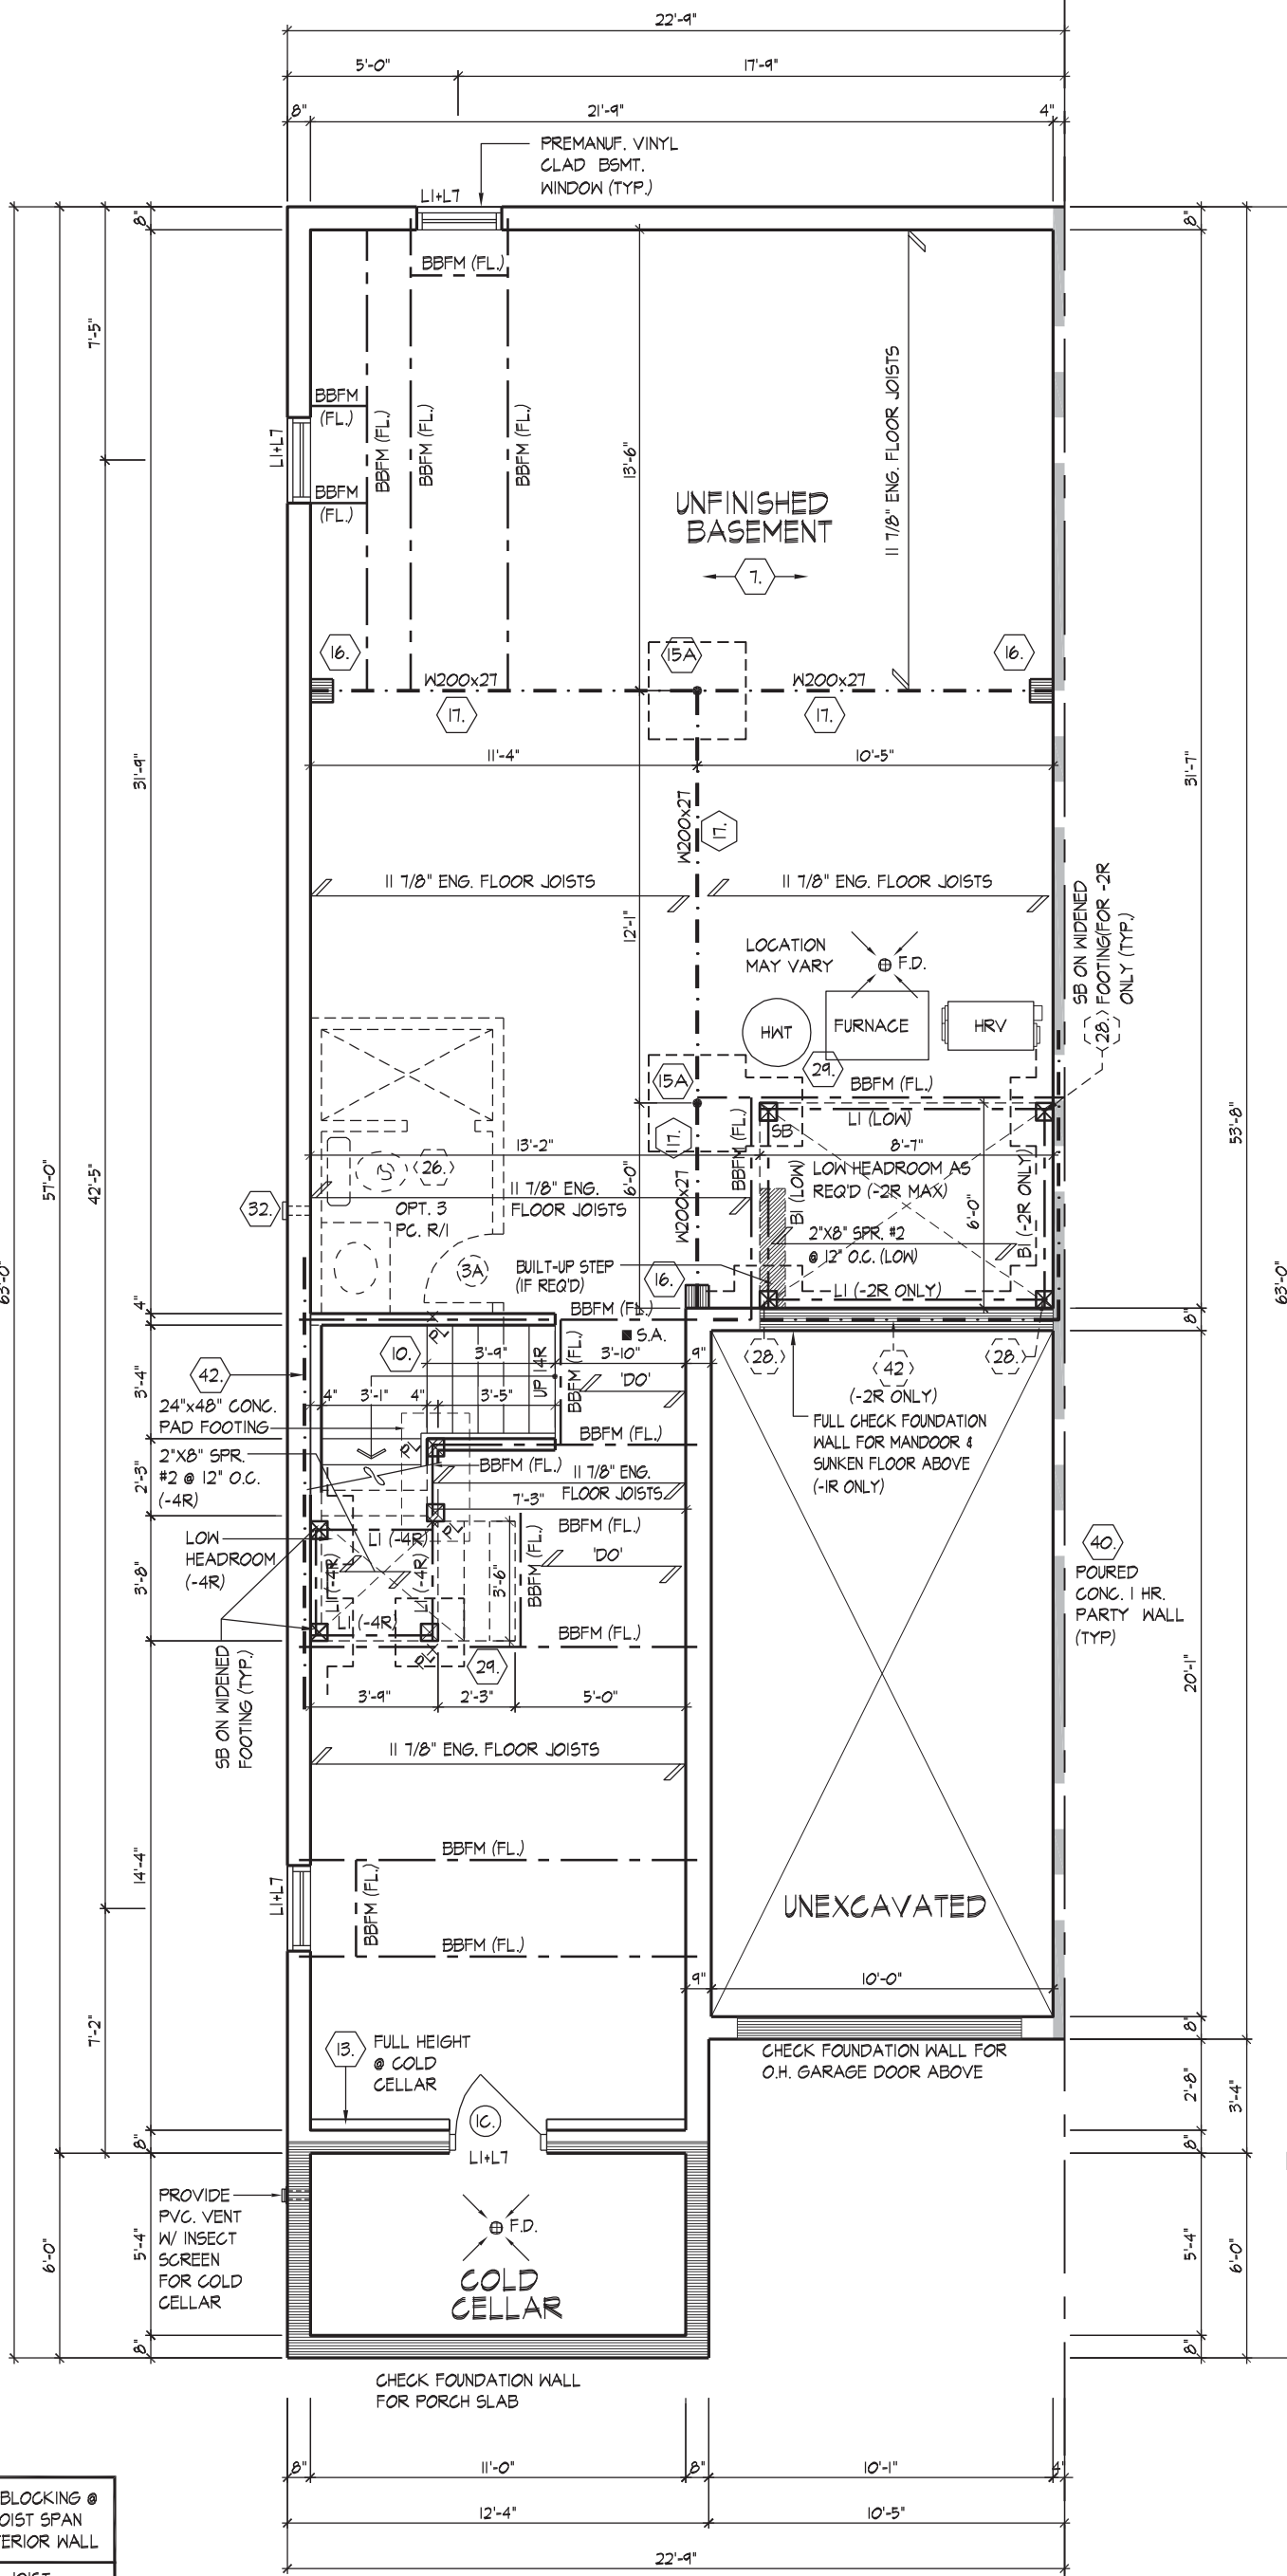 22'-9"
5'-0"
17'-9"
8"
21'-9"
4"
PREMANUF. VINYL
CLAD BSMT.
WINDOW (TYP.)
L1+L7
BBFM (FL.)
8"
8"
7'-5"
BBFM
(FL.)
BBFM (FL.)
BBFM (FL.)
BBFM (FL.)
L1+L7
BBFM
(FL.)
13'-6"
11 7/8" ENG. FLOOR JOISTS
UNFINISHED
BASEMENT
7.
16.
15A
16.
W200x27
W200x27
17.
17.
11'-4"
10'-5"
31'-9"
31'-7"
W200x27
17.
11 7/8" ENG. FLOOR JOISTS
11 7/8" ENG. FLOOR JOISTS
12'-1"
LOCATION
MAY VARY
F.D.
SB ON WIDENED
FOOTING(FOR -2R
ONLY (TYP.)
28.
HWT
FURNACE
HRV
29.
15A
BBFM (FL.)
L1 (LOW)
SB
17.
BBFM (FL.)
57'-0"
42'-5"
53'-8"
13'-2"
8'-7"
26.
LOW HEADROOM AS
REQ'D (-2R MAX)
B1 (LOW)
B1 (-2R ONLY)
11 7/8" ENG.
FLOOR JOISTS
6'-0"
W200x27
6'-0"
32.
OPT. 3
PC. R/I
2"X8" SPR. #2
@ 12" O.C. (LOW)
3A
BUILT-UP STEP
(IF REQ'D)
16.
L1 (-2R ONLY)
63'-0"
63'-0"
4"
BBFM (FL.)
8"
PL
S.A.
10.
3'-9"
UP 14R
BBFM (FL.)
3'-10"
9"
28.
42
28.
(-2R ONLY)
42.
3'-4"
4"
3'-1"
4"
3'-5"
'DO'
24"x48" CONC.
PAD FOOTING
FULL CHECK FOUNDATION
WALL FOR MANDOOR &
SUNKEN FLOOR ABOVE
(-1R ONLY)
BBFM (FL.)
2"X8" SPR.
#2 @ 12" O.C.
(-4R)
PL
BBFM (FL.)
11 7/8" ENG.
FLOOR JOISTS
2'-3"
7'-3"
LOW
HEADROOM
(-4R)
L1 (-4R)
PL
BBFM (FL.)
BBFM (FL.)
'DO'
3'-8"
L1 (-4R)
L1 (-4R)
3'-6"
L1 (-4R)
BBFM (FL.)
PL
29.
40.
POURED
CONC. 1 HR.
PARTY WALL
(TYP)
SB ON WIDENED
FOOTING (TYP.)
3'-9"
2'-3"
5'-0"
20'-1"
11 7/8" ENG. FLOOR JOISTS
14'-4"
BBFM (FL.)
L1+L7
BBFM (FL.)
BBFM (FL.)
UNEXCAVATED
9"
10'-0"
7'-2"
13.
FULL HEIGHT
@ COLD
CELLAR
8"
CHECK FOUNDATION WALL FOR
O.H. GARAGE DOOR ABOVE
2'-8"
3'-4"
1C.
8"
L1+L7
8"
PROVIDE
PVC. VENT
W/ INSECT
SCREEN
FOR COLD
CELLAR
6'-0"
5'-4"
F.D.
COLD
CELLAR
5'-4"
6'-0"
8"
8"
CHECK FOUNDATION WALL
FOR PORCH SLAB
8"
11'-0"
8"
10'-1"
4"
12'-4"
10'-5"
22'-9"
BLOCKING @
OIST SPAN
TERIOR WALL